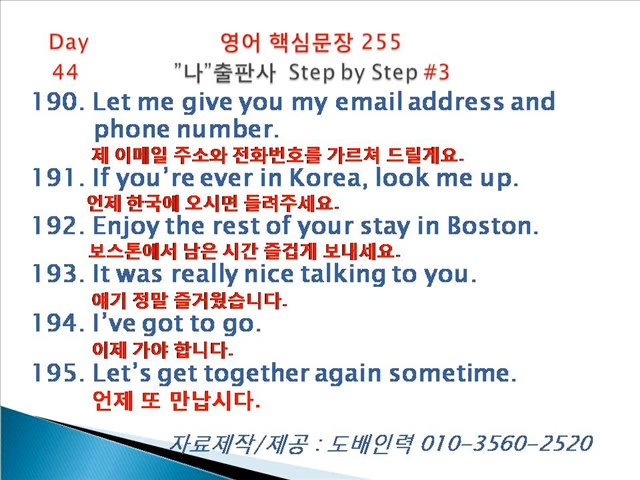 Day 영어 핵심문장 255
44 ”나”출판사 Step by Step #3
190. Let me give you my email address and
phone number.
제 이메일 주소와 전화번호를 가르쳐 드릴게요.
191. If you’re ever in Korea, look me up.
언제 한국에 오시면 들려주세요.
192. Enjoy the rest of your stay in Boston.
보스톤에서 남은 시간 즐겁게 보내세요.
193. It was really nice talking to you.
얘기 정말 즐거웠습니다.
194. I’ve got to go.
이제 가야 합니다.
195. Let’s get together again sometime.
언제 또 만납시다.
자료제작/제공 : 도배인력 010-3560-2520